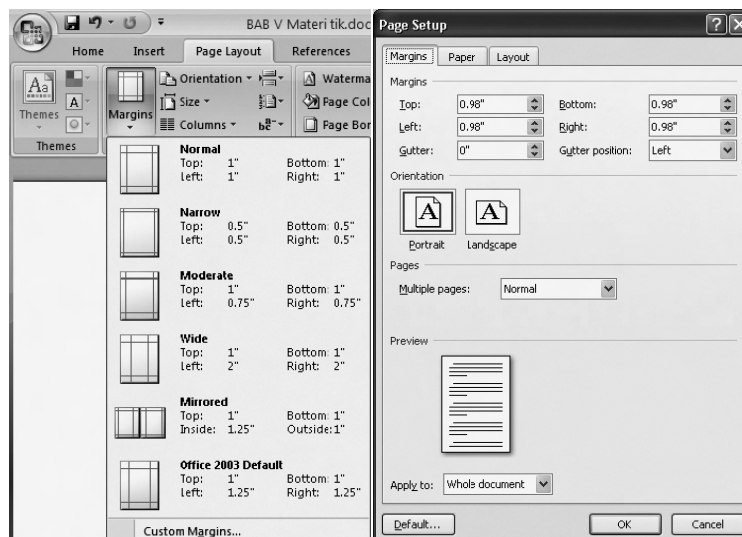 BAB V Materi tik.doc
Home Insert Page Layout References
Aa
Themes
A
Themes
Margins
Orientation
Size
Columns
Waterma
Page Col
Page Bor
Normal
Top: 1" Bottom: 1"
left: 1" Right: 1"
Narrow
Top: 0.5" Bottom: 0.5"
left: 0.5" Right: 0.5"
Moderate
Top: 1" Bottom: 1"
left: 0.75" Right: 0.75"
Wide
Top: 1" Bottom: 1"
left: 2" Right: 2"
Mirrored
Top: 1" Bottom: 1"
Inside: 1.25" Outside:1"
Office 2003 Default
Top: 1" Bottom: 1"
left: 1.25" Right: 1.25"
Custom Margins...
Page Setup
Margins Paper Layout
Margins
Top: 0.98" Bottom: 0.98"
Left: 0.98" Right: 0.98"
Gutter: 0" Gutter position: Left
Orientation
A A
Portrait Landscape
Pages
Multiple pages: Normal
Preview
Apply to: Whole document
Default... OK Cancel